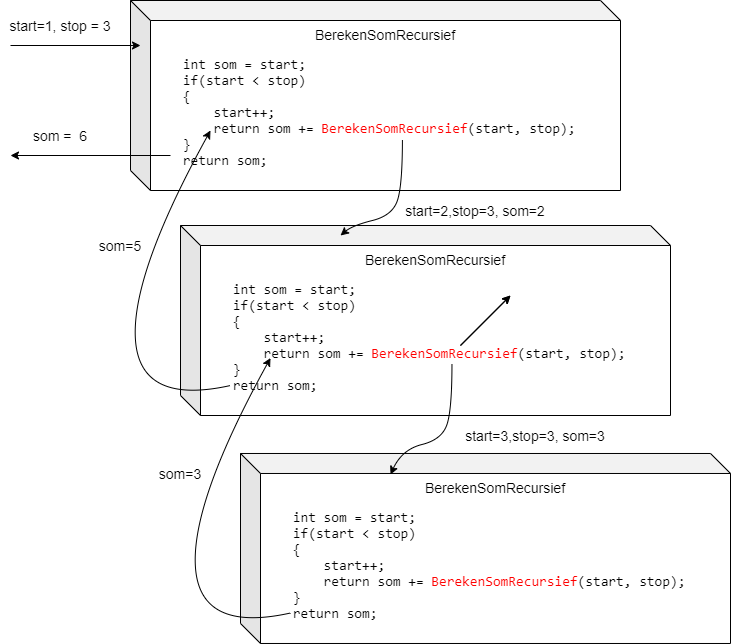 start=1, stop = 3
BerekenSomRecursief
int som = start;
if(start < stop)
{
start++;
return som += BerekenSomRecursief(start, stop);
}
return som;
som = 6
start=2,stop=3, som=2
som=5
BerekenSomRecursief
int som = start;
if(start < stop)
{
start++;
return som += BerekenSomRecursief(start, stop);
}
return som;
start=3,stop=3, som=3
som=3
BerekenSomRecursief
int som = start;
if(start < stop)
{
start++;
return som += BerekenSomRecursief(start, stop);
}
return som;